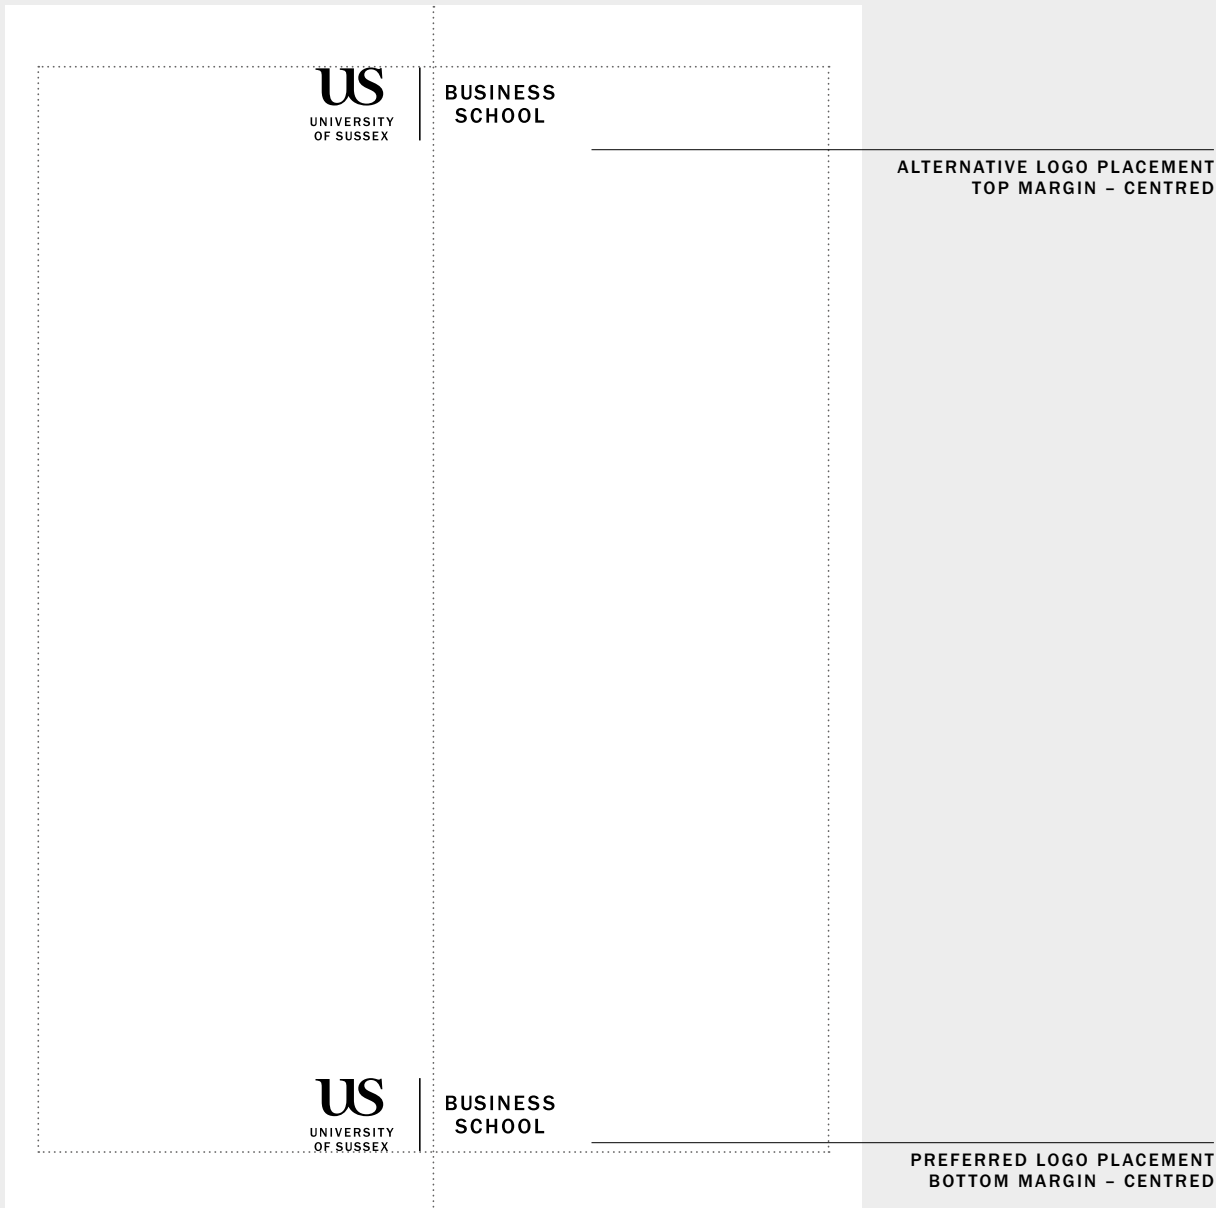 US
UNIVERSITY
OF SUSSEX
BUSINESS
SCHOOL
ALTERNATIVE LOGO PLACEMENT
TOP MARGIN – CENTRED
US
UNIVERSITY
OF SUSSEX
BUSINESS
SCHOOL
PREFERRED LOGO PLACEMENT
BOTTOM MARGIN – CENTRED